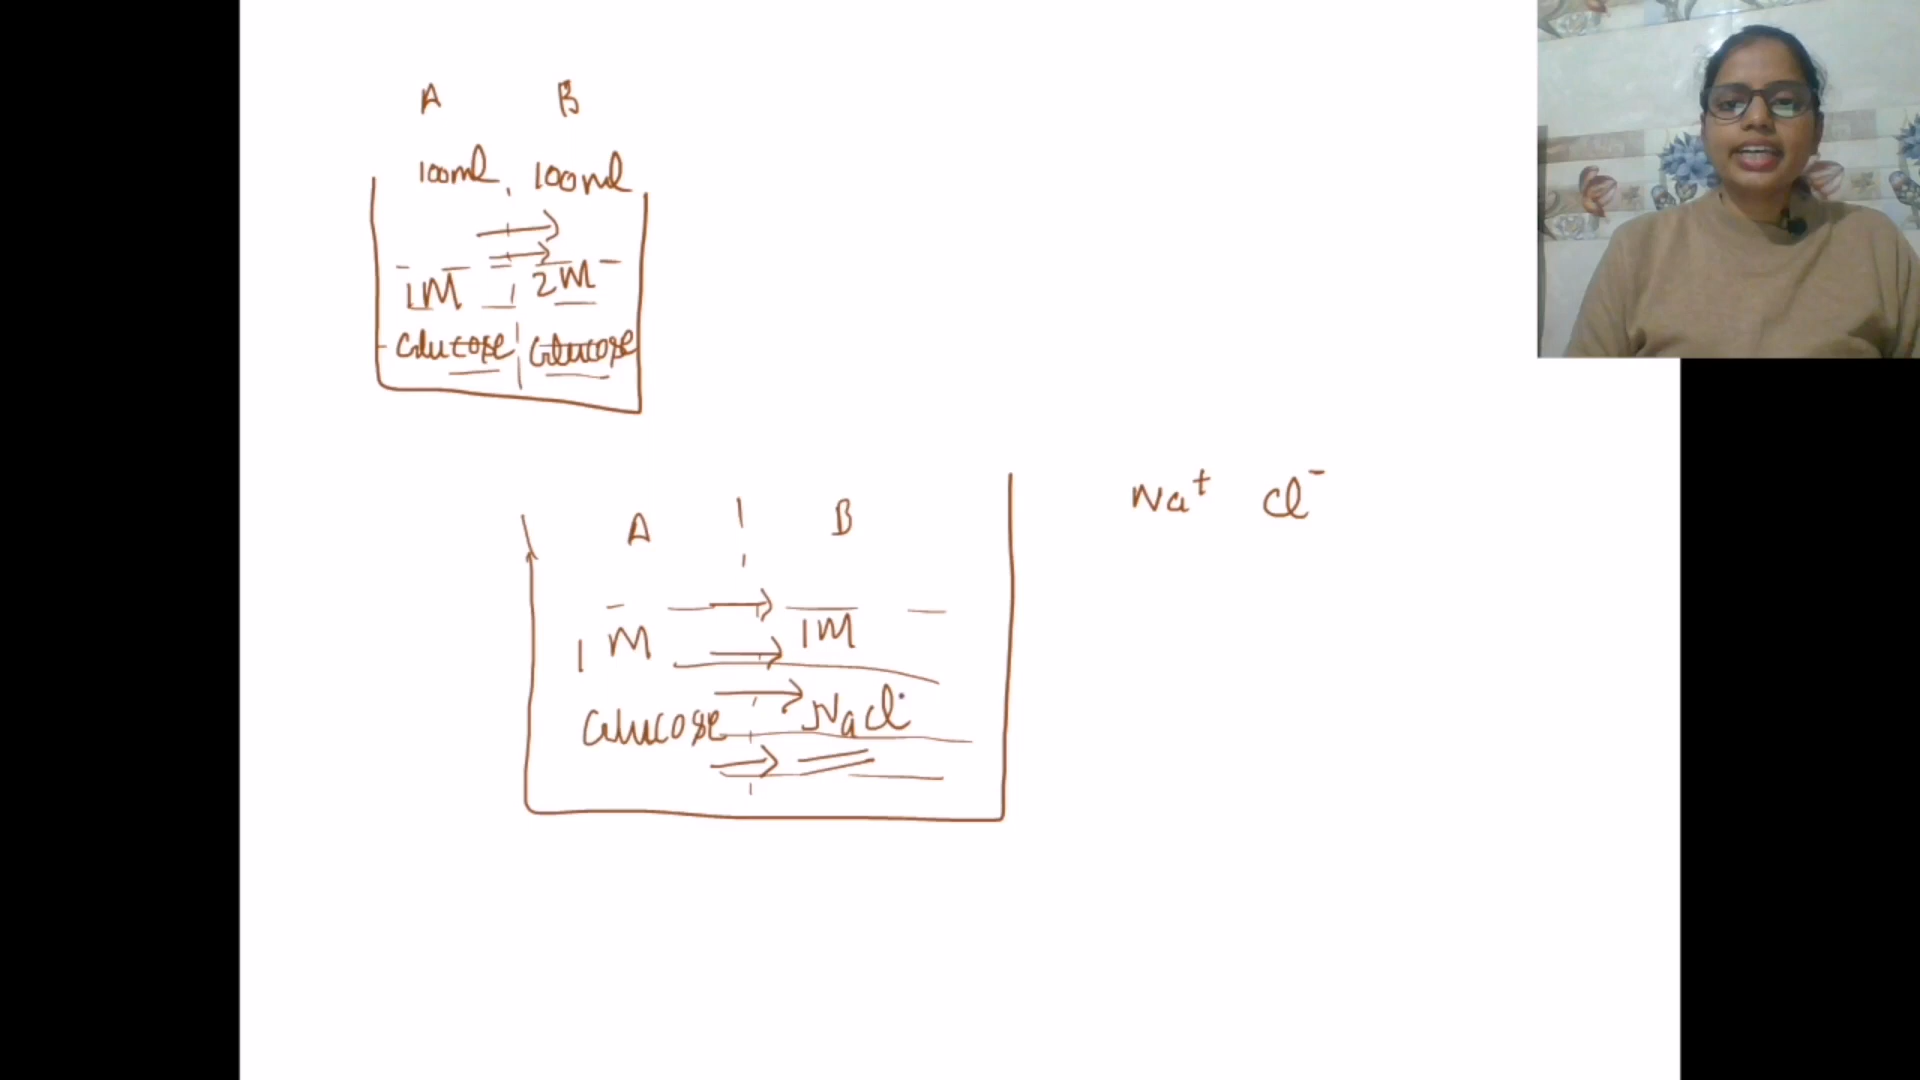 A B
100ml 100ml
1M 2M
Glucose Glucose
A B
1M 1M
Glucose NaCl
Na⁺ Cl⁻